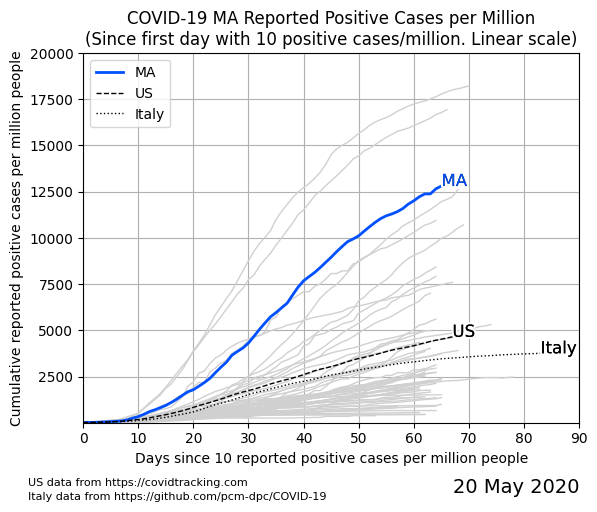 COVID-19 MA Reported Positive Cases per Million
(Since first day with 10 positive cases/million. Linear scale)
Cumulative reported positive cases per million people
20000
17500
15000
12500
10000
7500
5000
2500
MA
US
Italy
MA
US
Italy
0 10 20 30 40 50 60 70 80 90
Days since 10 reported positive cases per million people
US data from https://covidtracking.com
Italy data from https://github.com/pcm-dpc/COVID-19
20 May 2020